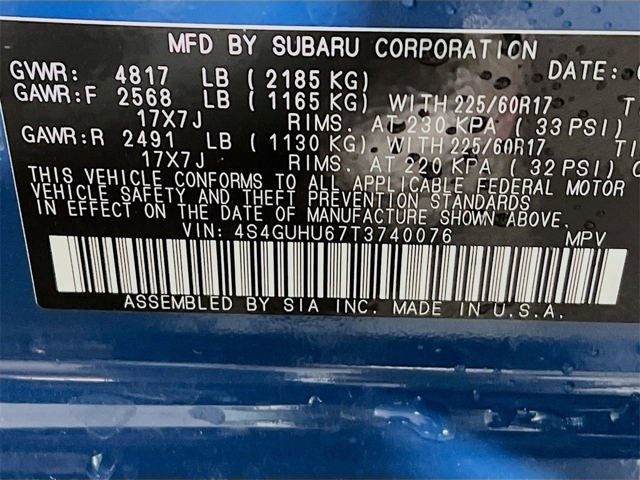 MFD BY SUBARU CORPORATION
GVWR: 4817 LB (2185 KG) DATE:
GAWR:F 2568 LB (1165 KG) WITH 225/60R17
17X7J RIMS. AT 230 KPA (33 PSI)
GAWR:R 2491 LB (1130 KG) WITH 225/60R17
17X7J RIMS. AT 220 KPA (32 PSI)
THIS VEHICLE CONFORMS TO ALL APPLICABLE FEDERAL MOTOR
VEHICLE SAFETY AND THEFT PREVENTION STANDARDS
IN EFFECT ON THE DATE OF MANUFACTURE SHOWN ABOVE.
VIN: 4S4GUHU67T3740076 MPV
ASSEMBLED BY SIA INC. MADE IN U.S.A.